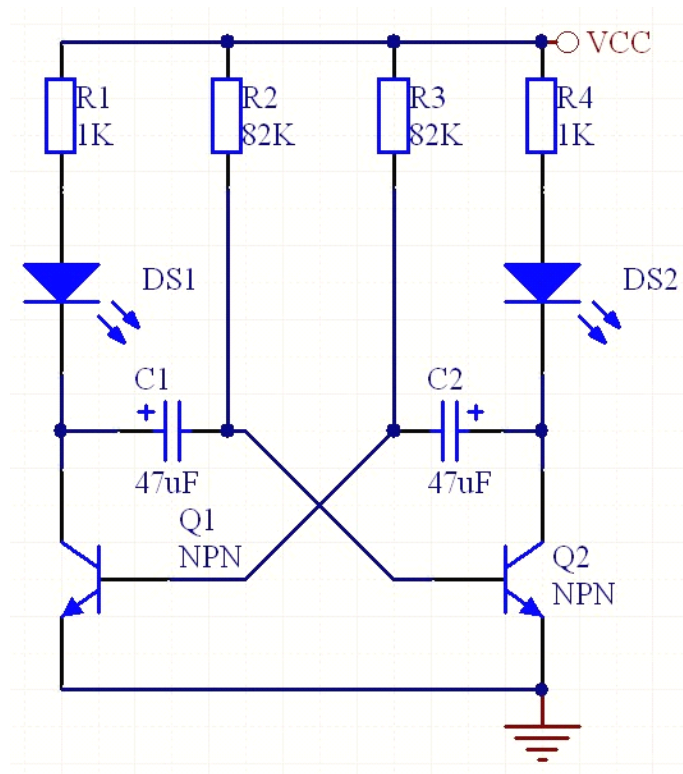 VCC
R1
1K
R2
82K
R3
82K
R4
1K
DS1
DS2
C1
+
47uF
C2
+
47uF
Q1
NPN
Q2
NPN